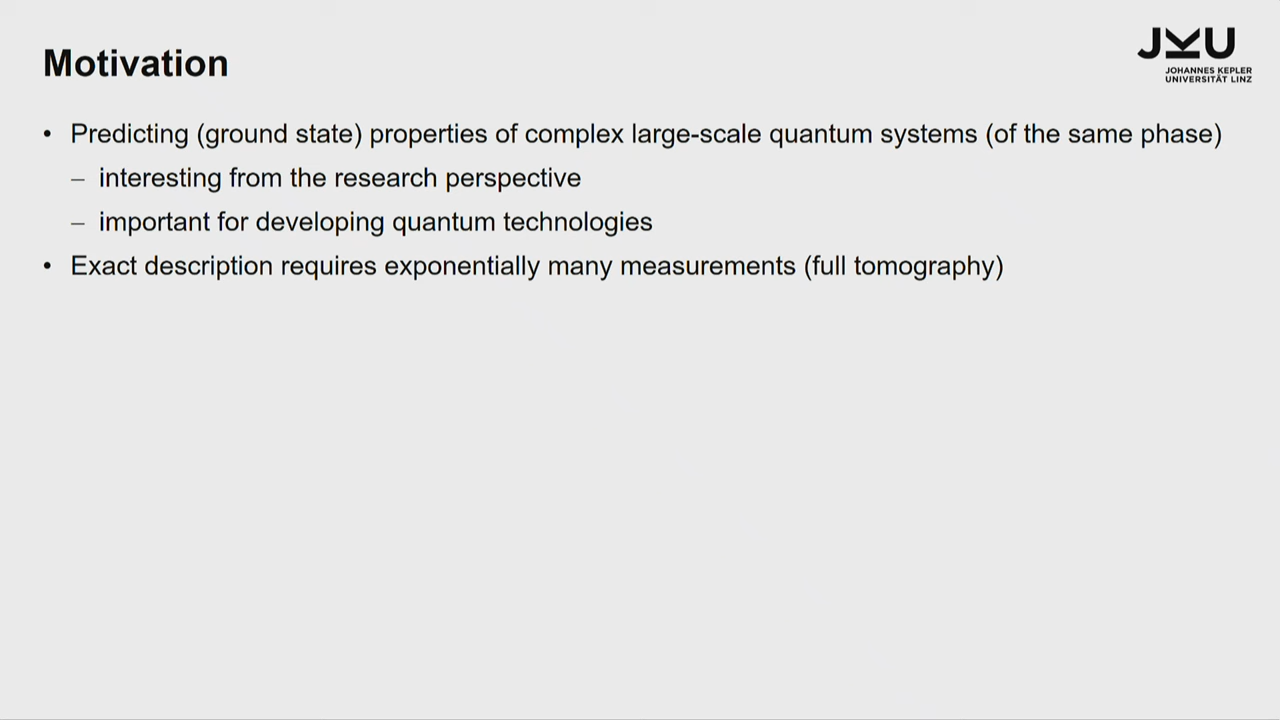 Motivation
JKU
JOHANNES KEPLER
UNIVERSITÄT LINZ
• Predicting (ground state) properties of complex large-scale quantum systems (of the same phase)
– interesting from the research perspective
– important for developing quantum technologies
• Exact description requires exponentially many measurements (full tomography)